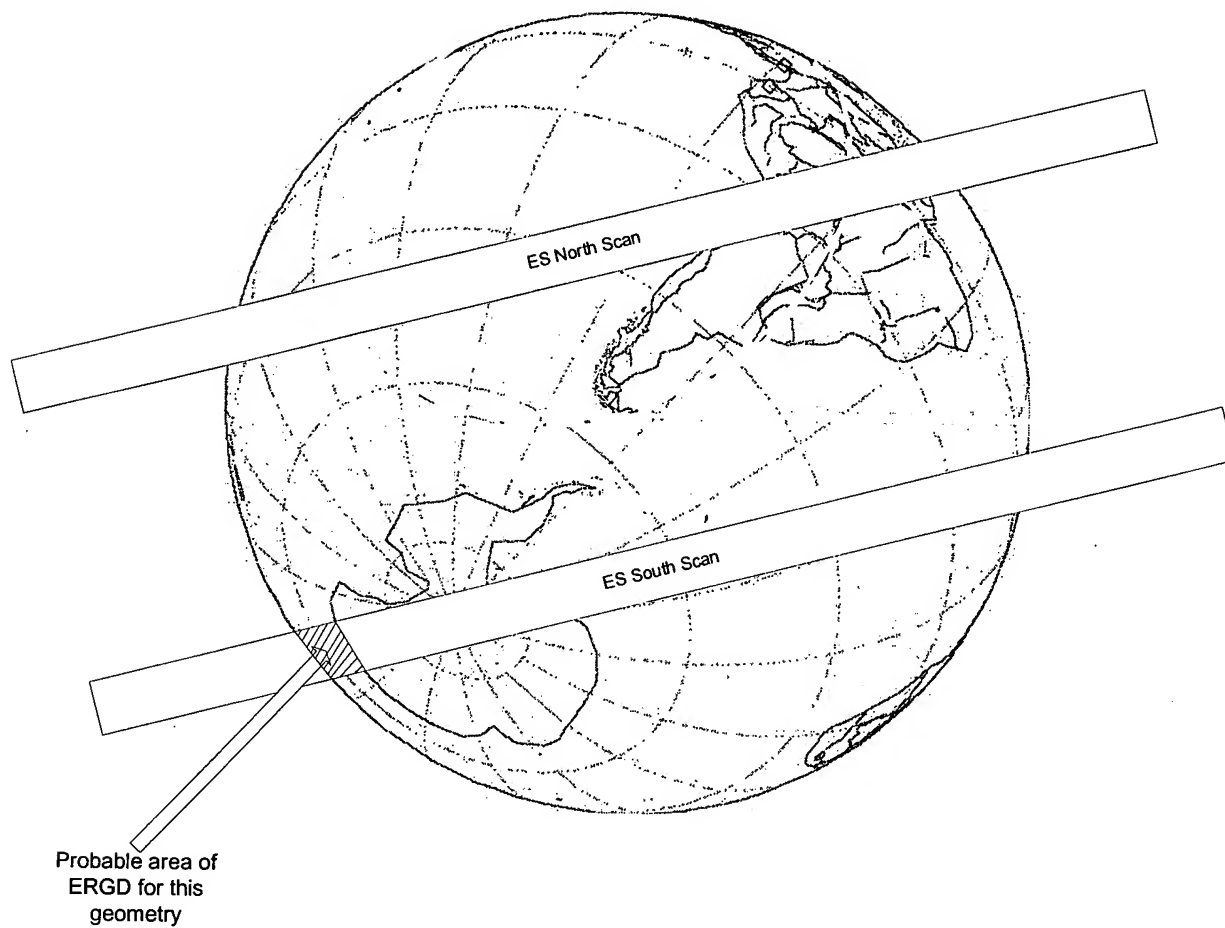 ES North Scan
ES South Scan
Probable area of
ERGD for this
geometry